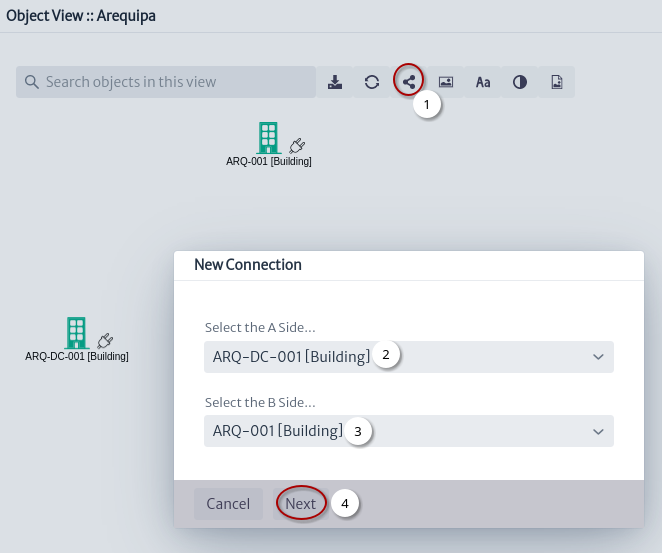 Object View :: Arequipa
Search objects in this view
Aa
1
ARQ-001 [Building]
New Connection
Select the A Side...
ARQ-DC-001 [Building]
ARQ-DC-001 [Building] 2
Select the B Side...
ARQ-001 [Building] 3
Cancel Next 4